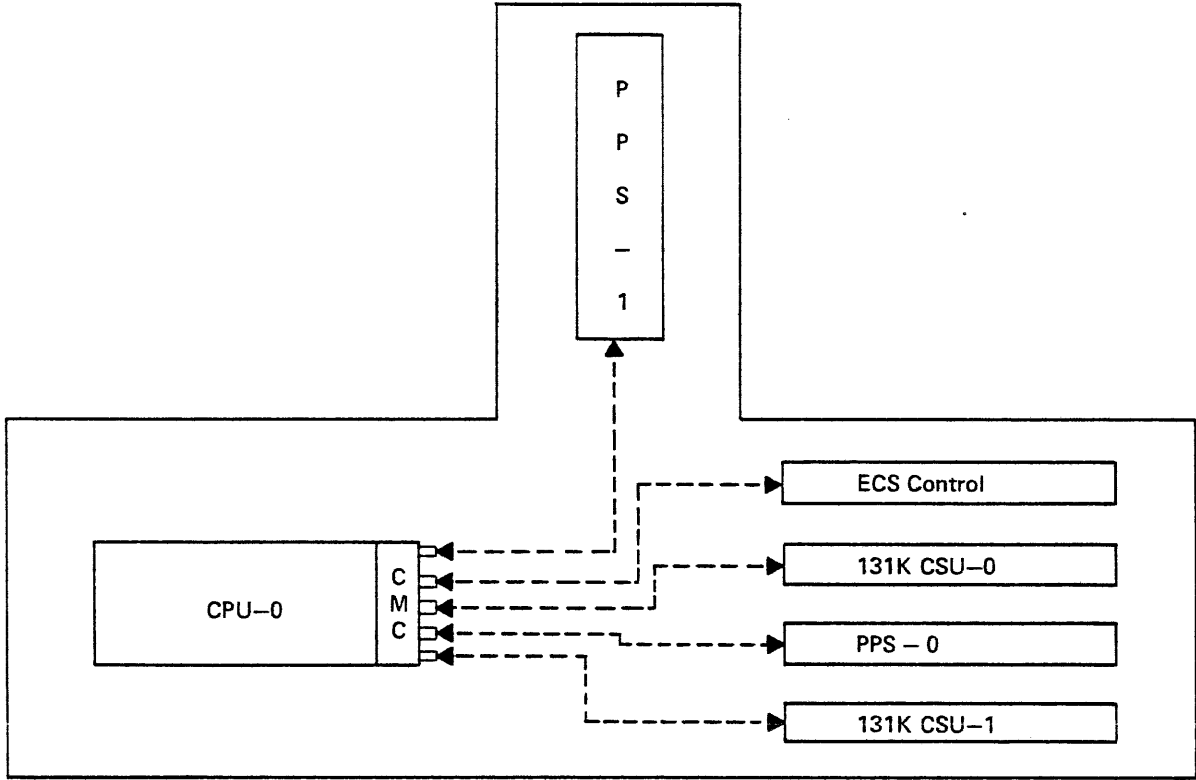 P
P
S
–
1
ECS Control
131K CSU–0
CPU–0
C
M
C
PPS – 0
131K CSU–1